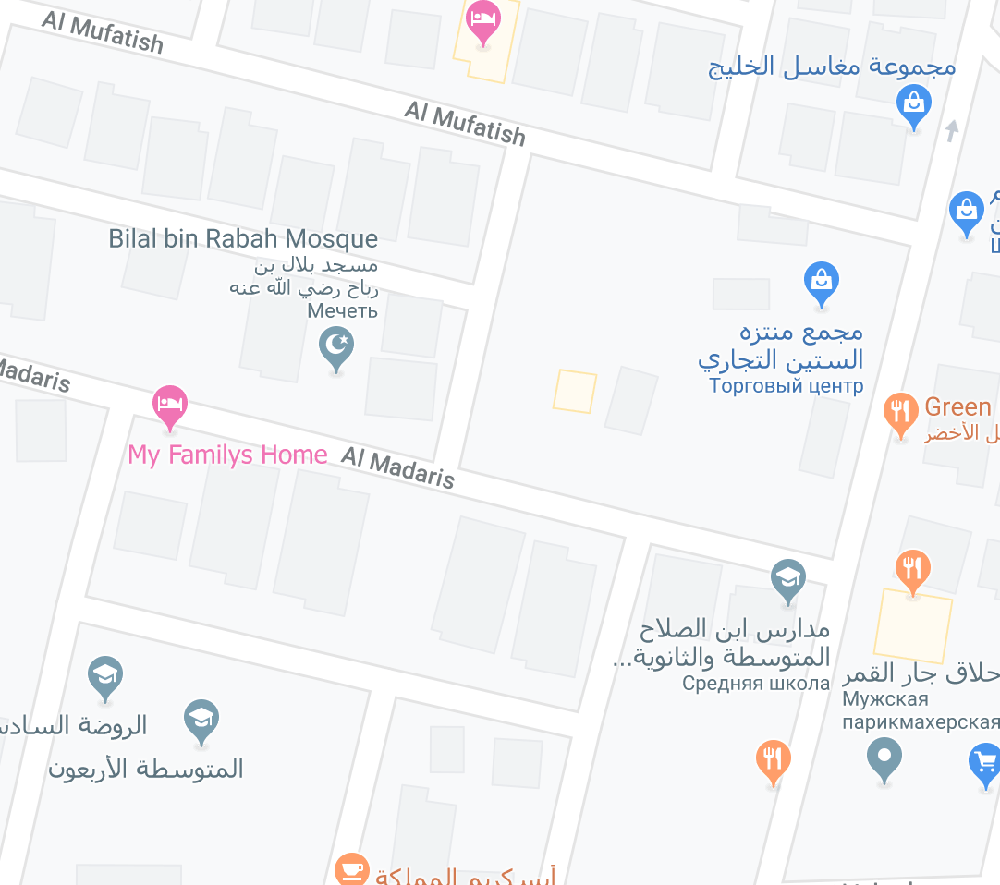 Al Mufatish
مجموعة مغاسل الخليج
Al Mufatish
Bilal bin Rabah Mosque
مسجد بلال بن
رباح رضي الله عنه
Мечеть
مجمع منتزه
الستين التجاري
Торговый центр
Madaris
Green
ل الأخضر
My Familys Home
Al Madaris
مدارس ابن الصلاح
المتوسطة والثانوية...
Средняя школа
حلاق جار القمر
Мужская
парикмахерская
الروضة السادس
المتوسطة الأربعون
آيسكريم المملكة